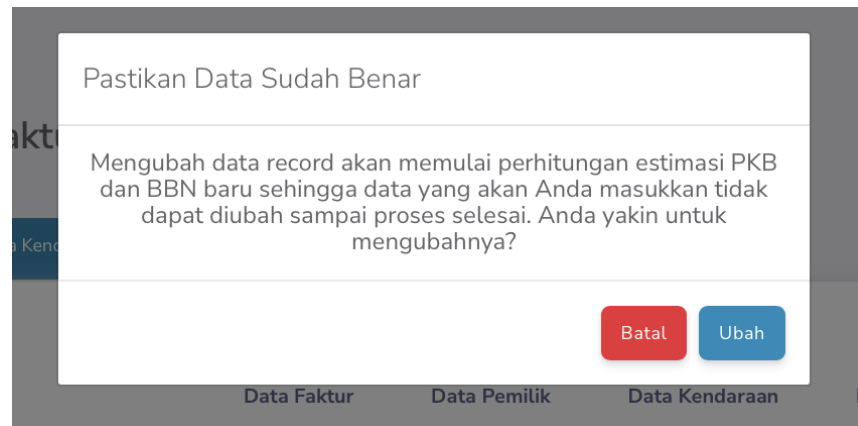 Pastikan Data Sudah Benar
aktu
Mengubah data record akan memulai perhitungan estimasi PKB
dan BBN baru sehingga data yang akan Anda masukkan tidak
dapat diubah sampai proses selesai. Anda yakin untuk
mengubahnya?
a Kend
Batal Ubah
Data Faktur Data Pemilik Data Kendaraan